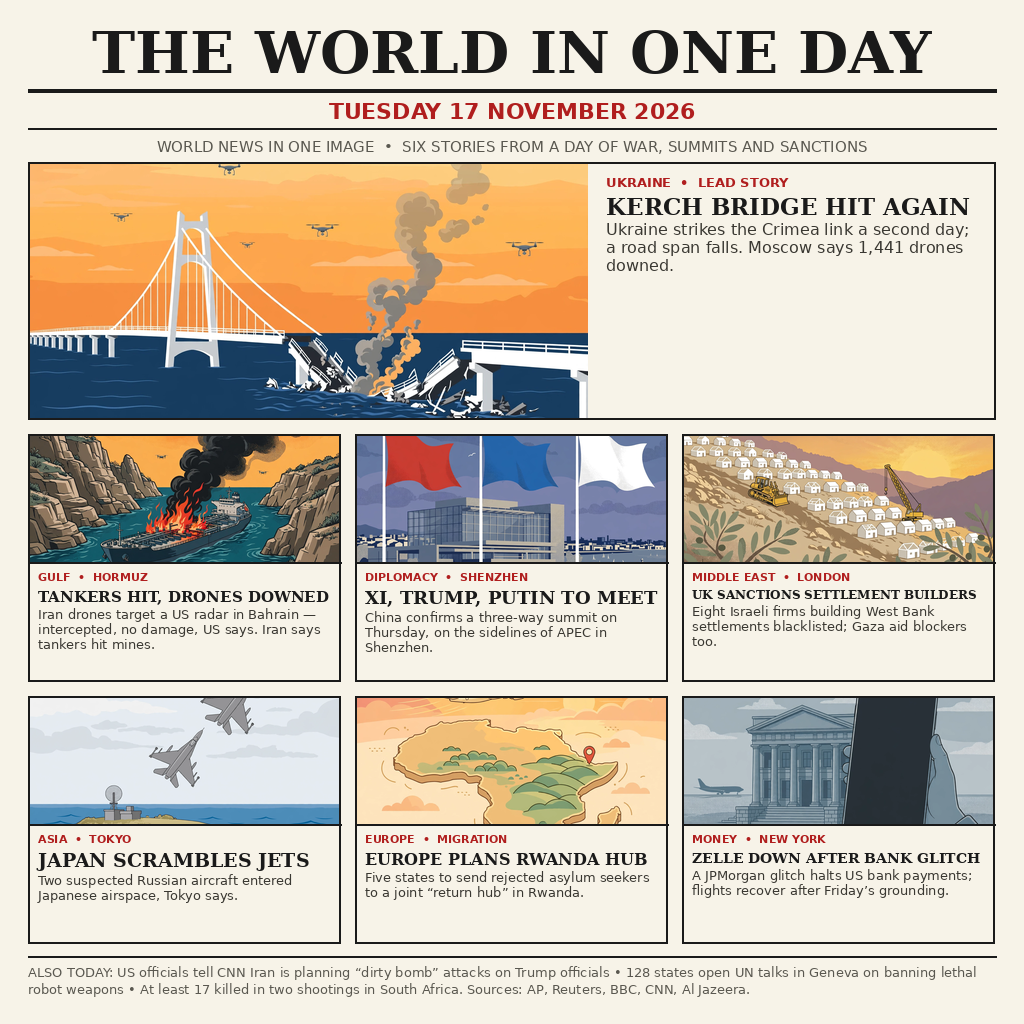 THE WORLD IN ONE DAY
TUESDAY 17 NOVEMBER 2026
WORLD NEWS IN ONE IMAGE • SIX STORIES FROM A DAY OF WAR, SUMMITS AND SANCTIONS
UKRAINE • LEAD STORY
KERCH BRIDGE HIT AGAIN
Ukraine strikes the Crimea link a second day;
a road span falls. Moscow says 1,441 drones
downed.
GULF • HORMUZ
TANKERS HIT, DRONES DOWNED
Iran drones target a US radar in Bahrain —
intercepted, no damage, US says. Iran says
tankers hit mines.
DIPLOMACY • SHENZHEN
XI, TRUMP, PUTIN TO MEET
China confirms a three-way summit on
Thursday, on the sidelines of APEC in
Shenzhen.
MIDDLE EAST • LONDON
UK SANCTIONS SETTLEMENT BUILDERS
Eight Israeli firms building West Bank
settlements blacklisted; Gaza aid blockers
too.
ASIA • TOKYO
JAPAN SCRAMBLES JETS
Two suspected Russian aircraft entered
Japanese airspace, Tokyo says.
EUROPE • MIGRATION
EUROPE PLANS RWANDA HUB
Five states to send rejected asylum seekers
to a joint “return hub” in Rwanda.
MONEY • NEW YORK
ZELLE DOWN AFTER BANK GLITCH
A JPMorgan glitch halts US bank payments;
flights recover after Friday’s grounding.
ALSO TODAY: US officials tell CNN Iran is planning “dirty bomb” attacks on Trump officials • 128 states open UN talks in Geneva on banning lethal
robot weapons • At least 17 killed in two shootings in South Africa. Sources: AP, Reuters, BBC, CNN, Al Jazeera.